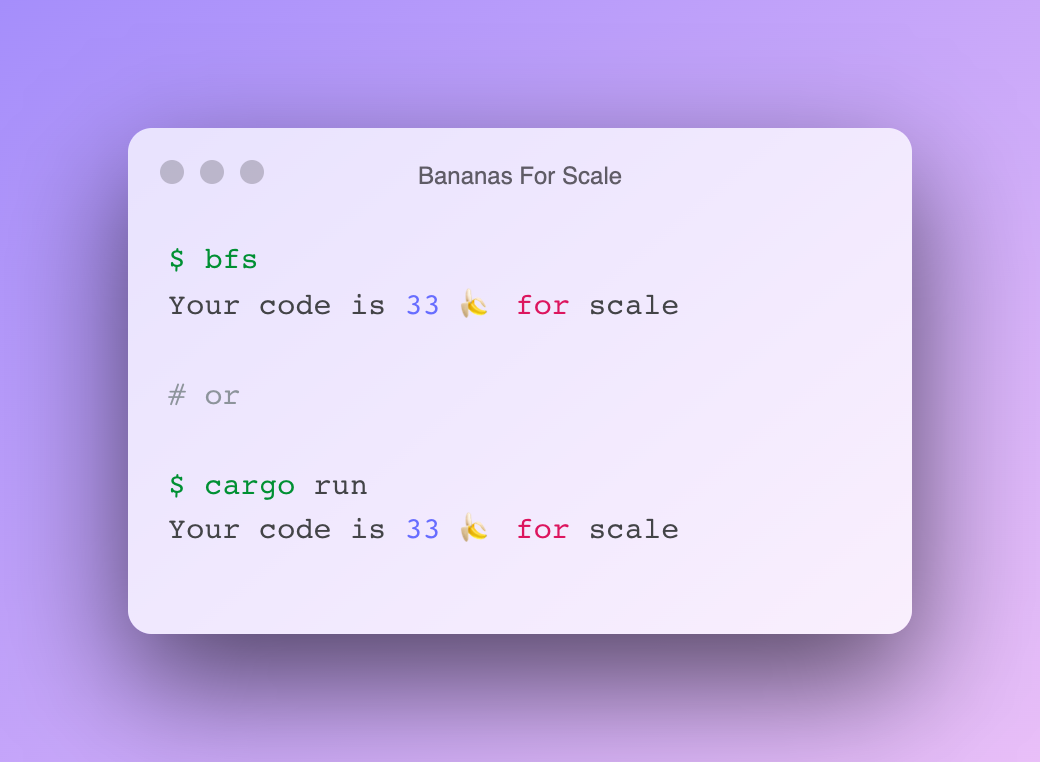 Bananas For Scale
$ bfs
Your code is 33 🍌 for scale
# or
$ cargo run
Your code is 33 🍌 for scale